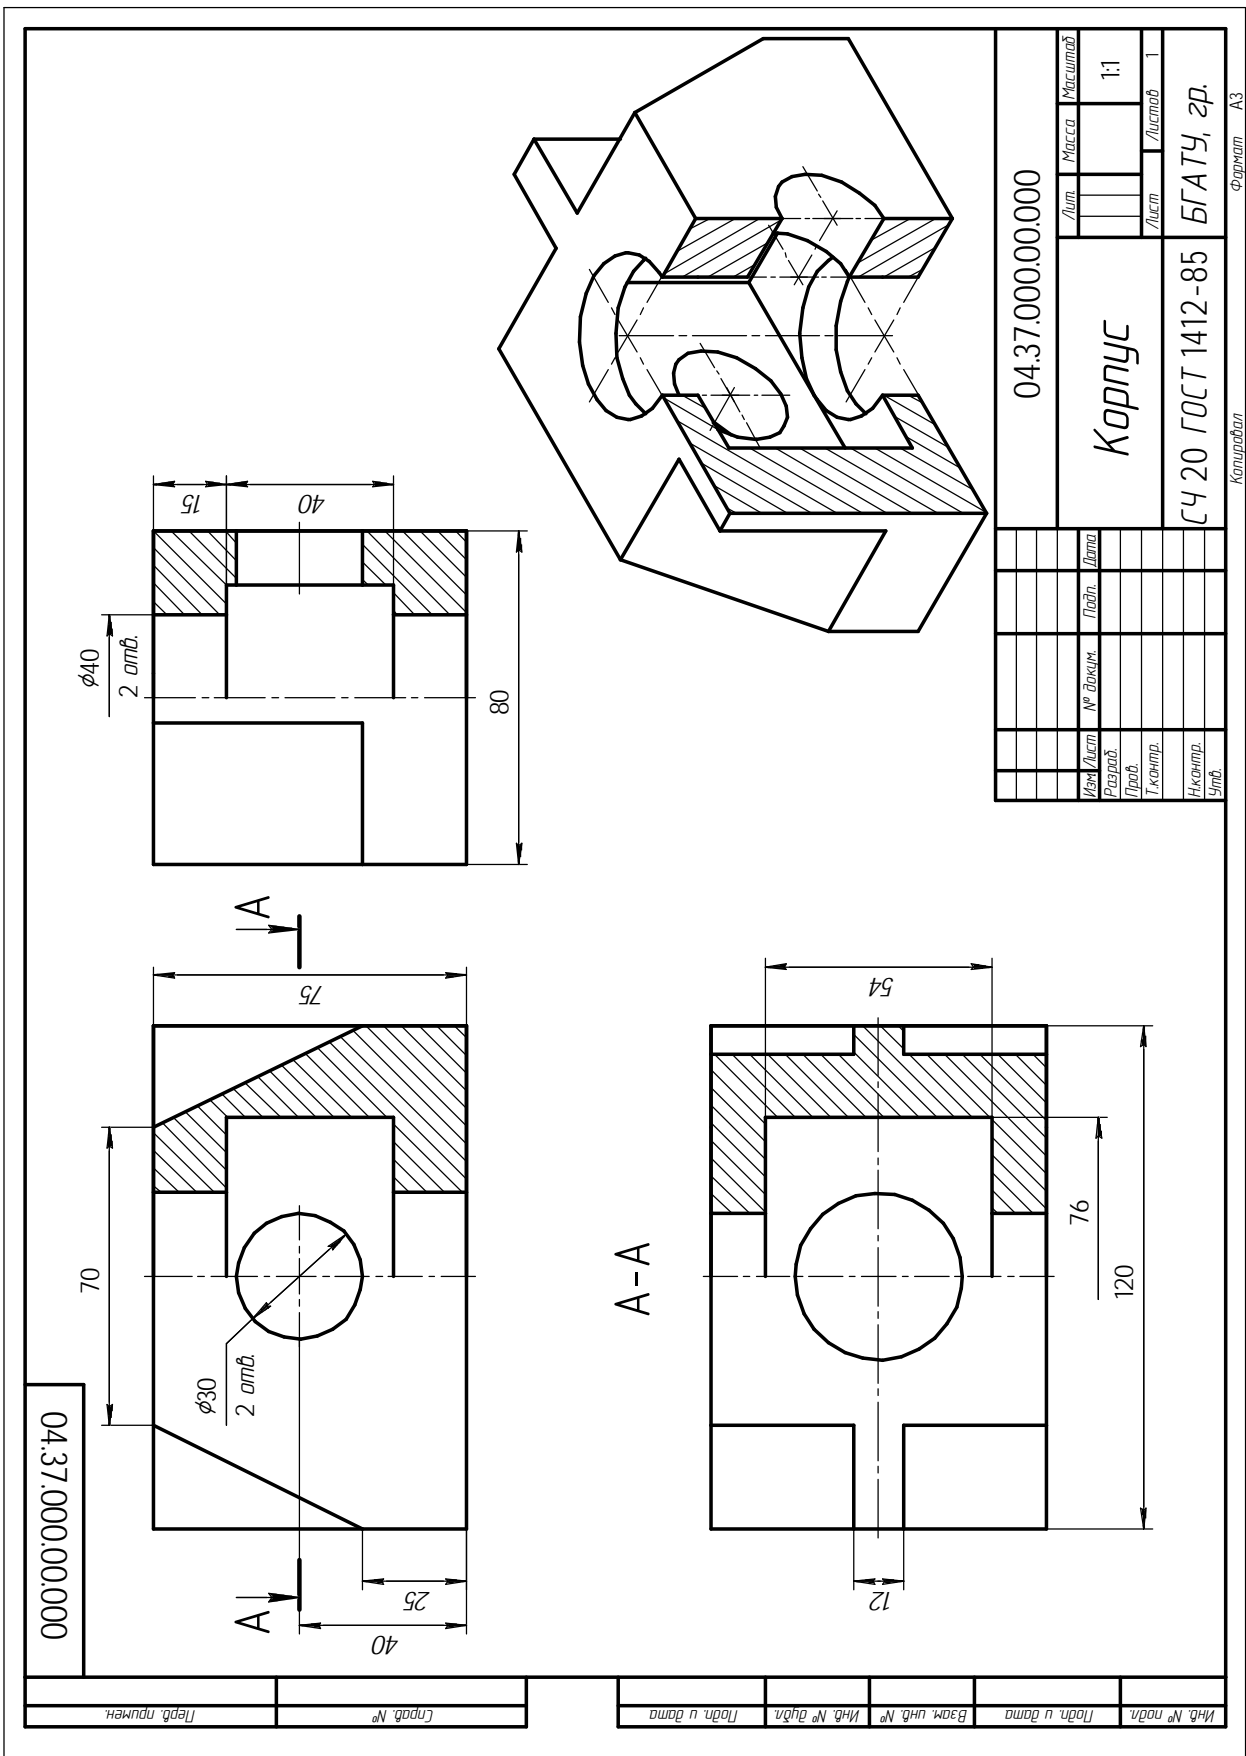 04.37.000.00.000
Перв. примен.
Справ. №
Подп. и дата
Инв. № дубл.
Взам. инв. №
Подп. и дата
Инв. № подл.
70
ϕ30
2 отв.
75
25
40
А
А
ϕ40
2 отв.
15
40
80
А-А
54
76
120
12
04.37.000.00.000
Изм. Лист № докум. Подп. Дата
Разраб.
Пров.
Т.контр.
Н.контр.
Утв.
Корпус
Лит. Масса Масштаб
1:1
Лист Листов 1
СЧ 20 ГОСТ 1412-85
БГАТУ, гр.
Копировал Формат А3